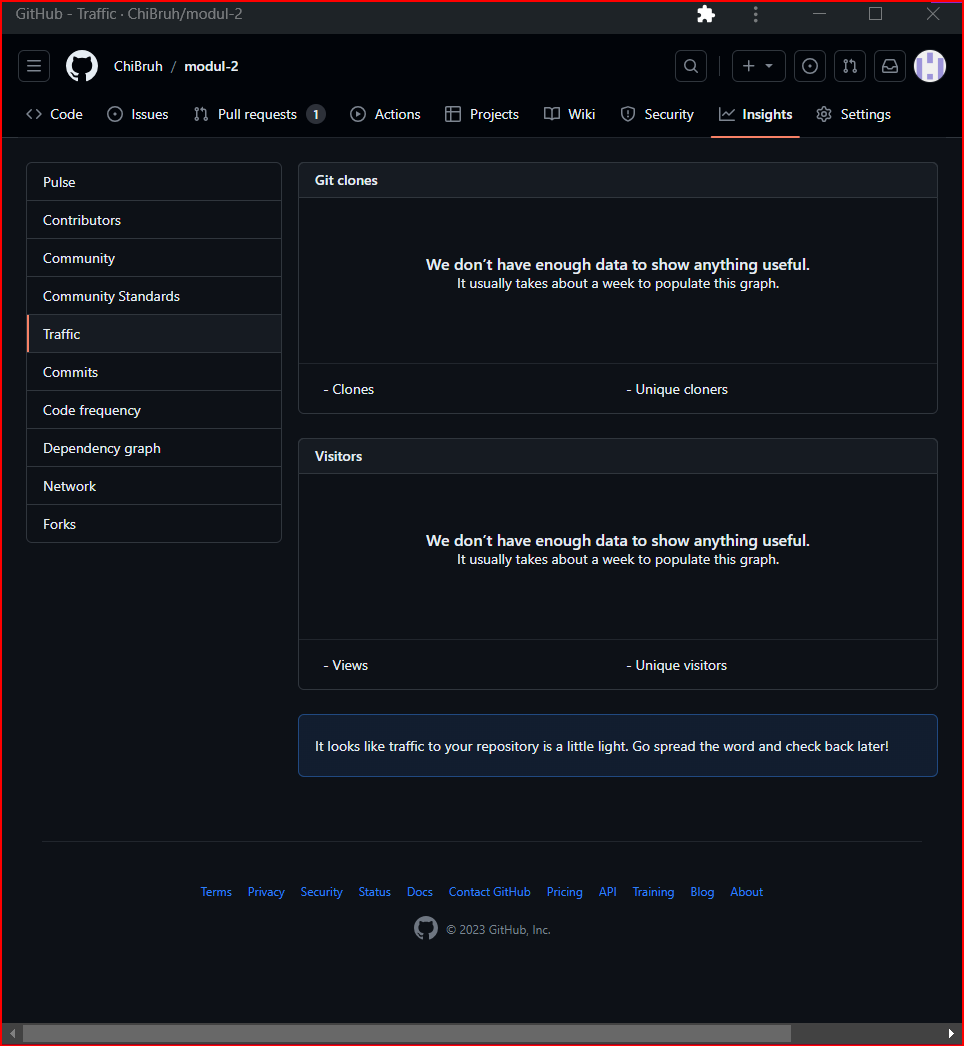 GitHub - Traffic · ChiBruh/modul-2
ChiBruh / modul-2
Code Issues Pull requests 1 Actions Projects Wiki Security Insights Settings
Pulse
Contributors
Community
Community Standards
Traffic
Commits
Code frequency
Dependency graph
Network
Forks
Git clones
We don’t have enough data to show anything useful.
It usually takes about a week to populate this graph.
- Clones - Unique cloners
Visitors
We don’t have enough data to show anything useful.
It usually takes about a week to populate this graph.
- Views - Unique visitors
It looks like traffic to your repository is a little light. Go spread the word and check back later!
Terms Privacy Security Status Docs Contact GitHub Pricing API Training Blog About
© 2023 GitHub, Inc.